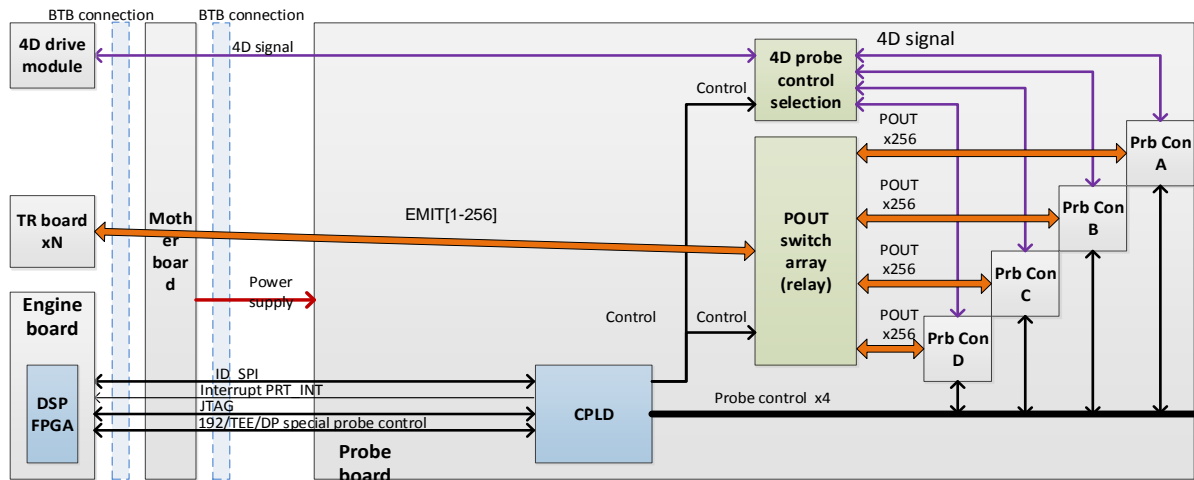 BTB connection
BTB connection
4D drive
module
4D signal
4D signal
4D probe
control
selection
Control
POUT
x256
Prb Con
A
TR board
xN
Moth
er
board
EMIT[1-256]
POUT
switch
array
(relay)
POUT
x256
Prb Con
B
POUT
x256
Prb Con
C
Power
supply
Engine
board
Control
Control
POUT
x256
Prb Con
D
DSP
FPGA
ID_SPI
Interrupt PRT_INT
JTAG
192/TEE/DP special probe control
CPLD
Probe control x4
Probe
board